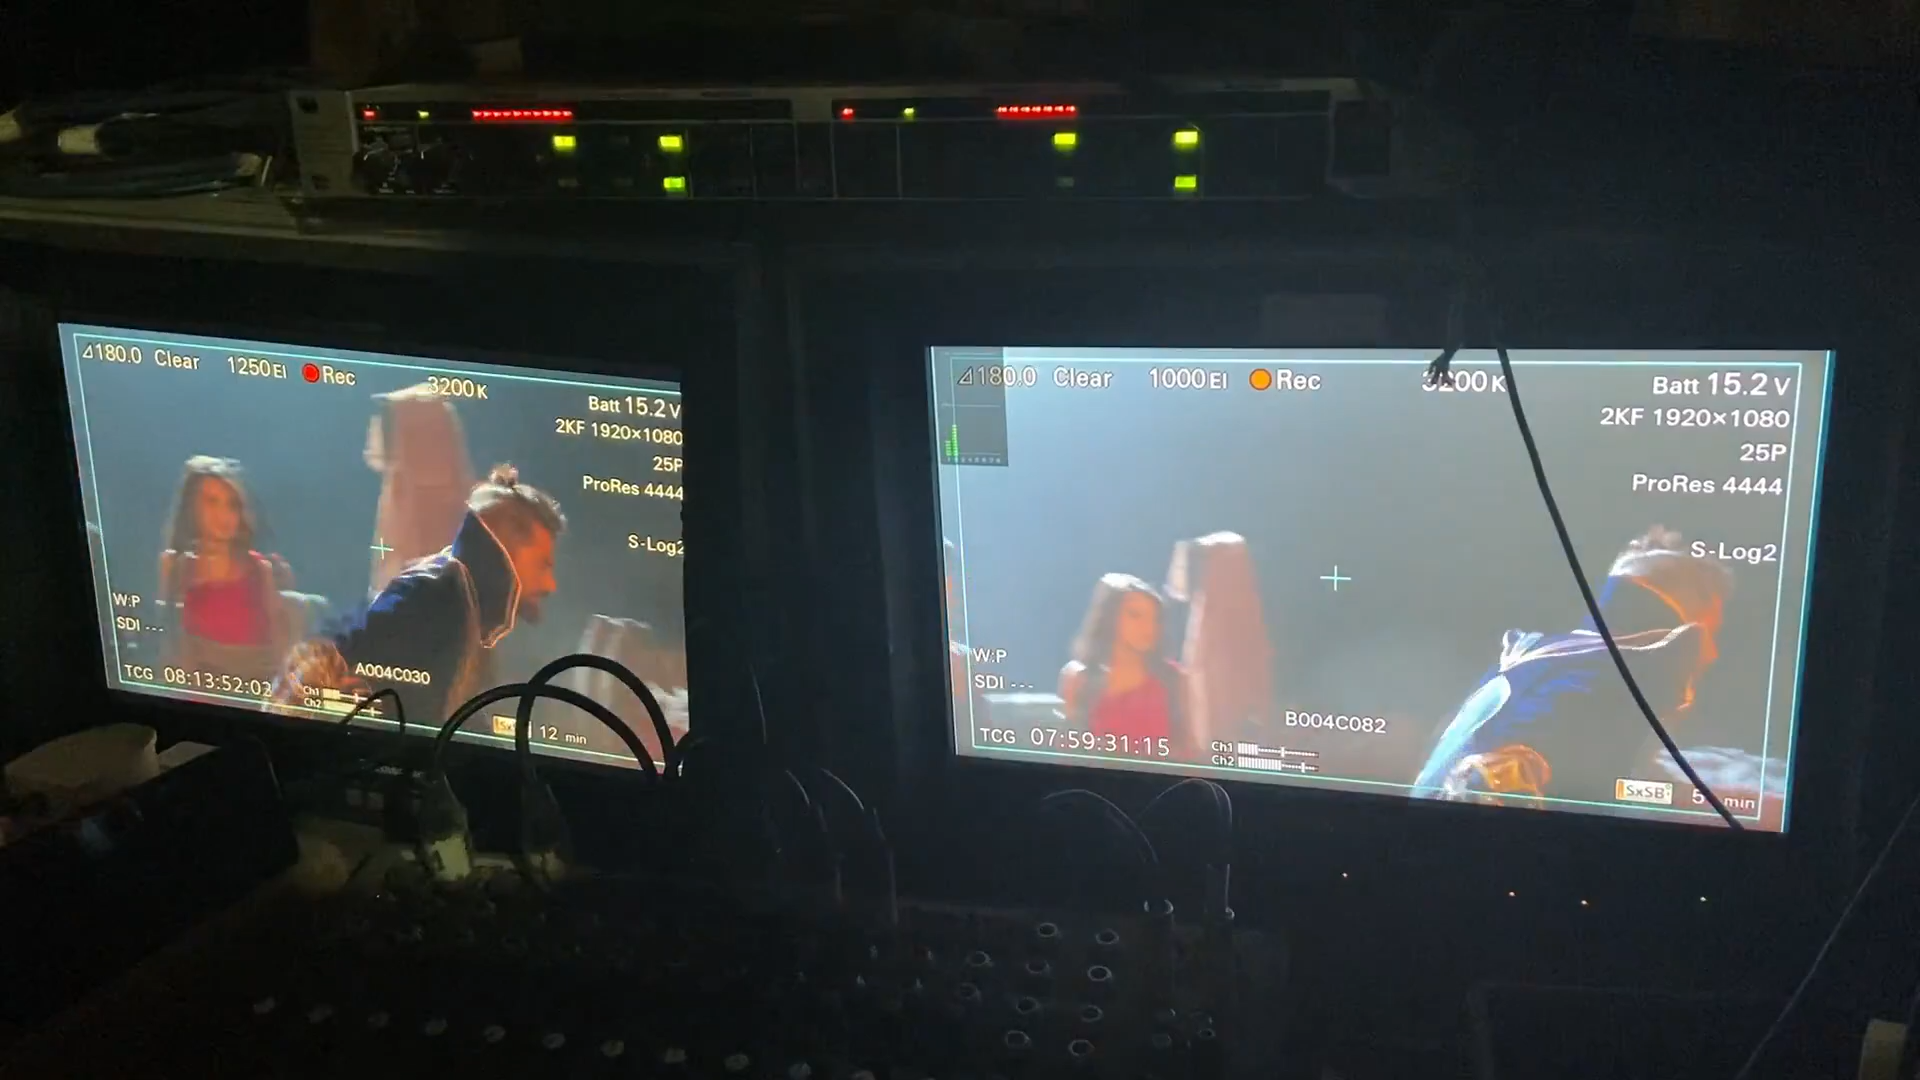 ⊿180.0 Clear 1250EI Rec 3200K
Batt 15.2V
2KF 1920×1080
25P
ProRes 4444
S-Log2
W:P
SDI ---
TCG 08:13:52:02
A004C030
Ch1
Ch2
12 min
⊿180.0 Clear 1000EI Rec 3200K
Batt 15.2V
2KF 1920×1080
25P
ProRes 4444
S-Log2
W:P
SDI ---
TCG 07:59:31:15
B004C082
Ch1
Ch2
SxSB
min